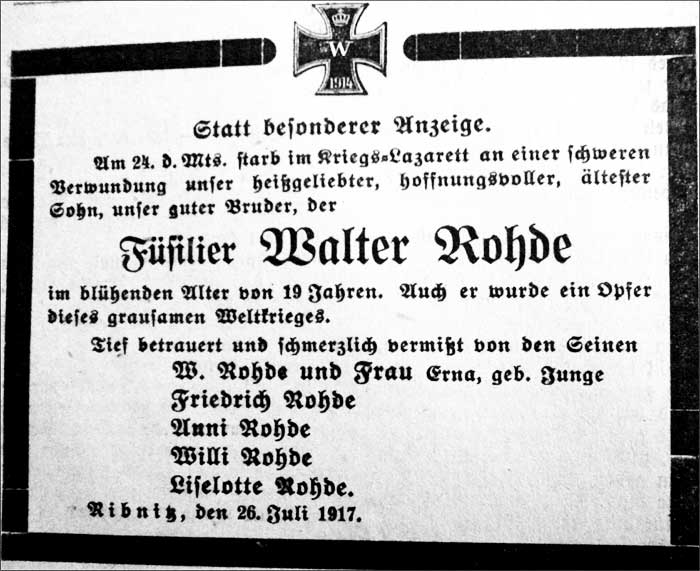 W
1914
Statt besonderer Anzeige.
Am 24. d. Mts. starb im Kriegs-Lazarett an einer schweren
Verwundung unser heißgeliebter, hoffnungsvoller, ältester
Sohn, unser guter Bruder, der
Füsilier Walter Rohde
im blühenden Alter von 19 Jahren. Auch er wurde ein Opfer
dieses grausamen Weltkrieges.
Tief betrauert und schmerzlich vermißt von den Seinen
W. Rohde und Frau Erna, geb. Junge
Friedrich Rohde
Anni Rohde
Willi Rohde
Liselotte Rohde.
Ribnitz, den 26. Juli 1917.